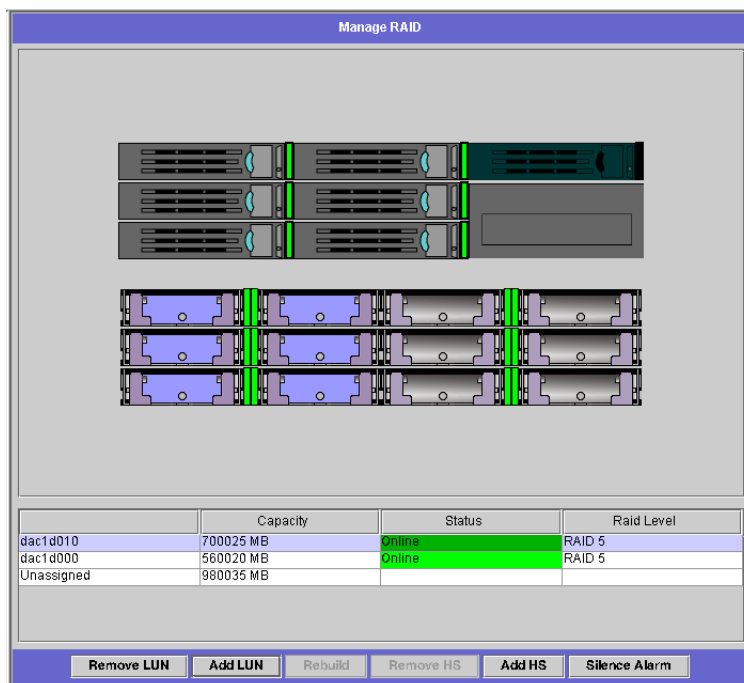 Manage RAID
Capacity Status Raid Level
dac1d010 700025 MB Online RAID 5
dac1d000 560020 MB Online RAID 5
Unassigned 980035 MB
Remove LUN Add LUN Rebuild Remove HS Add HS Silence Alarm